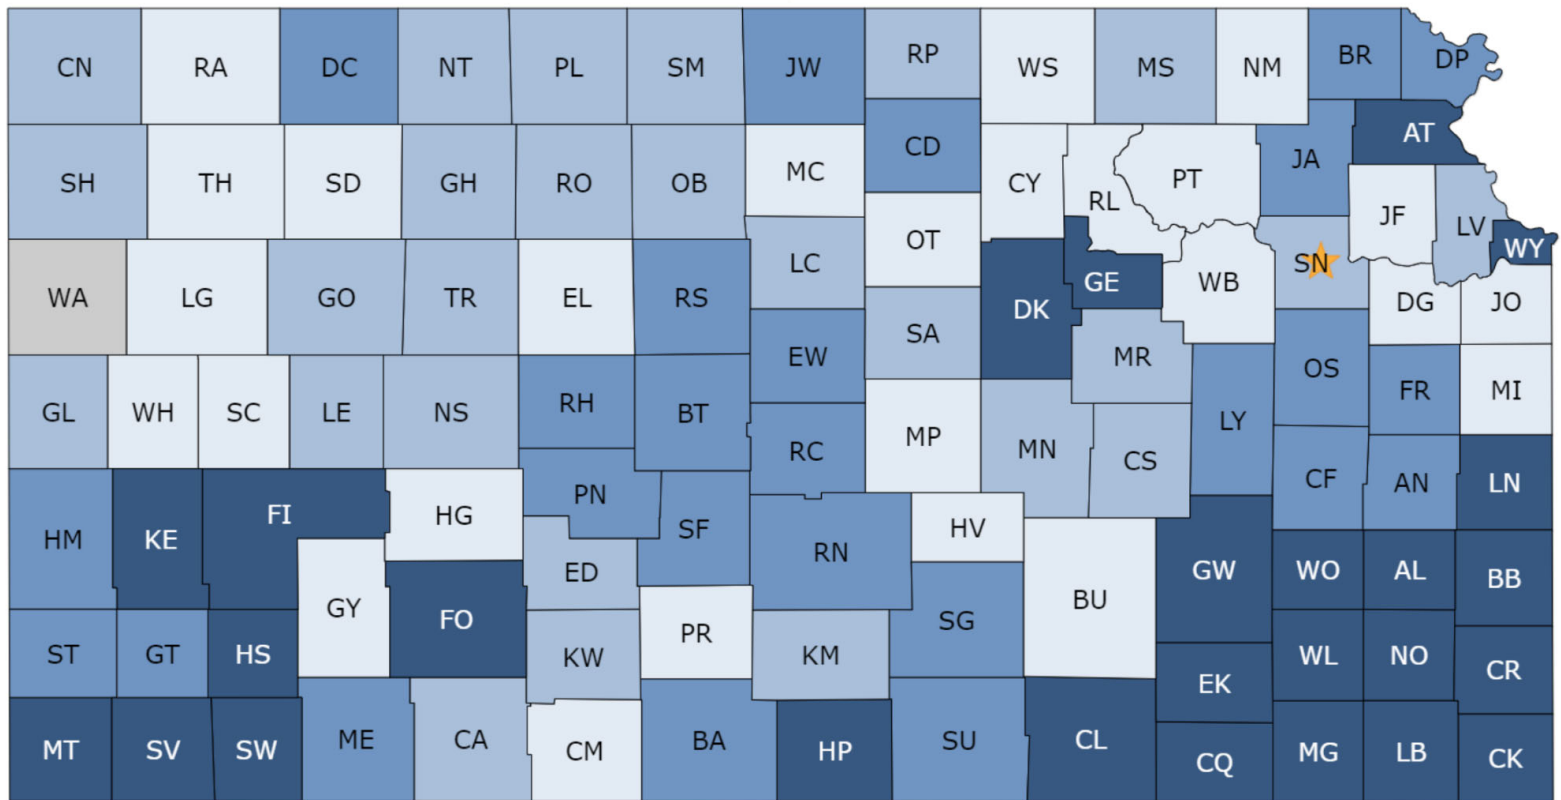 CN RA DC NT PL SM JW RP WS MS NM BR DP
SH TH SD GH RO OB MC CD CY RL PT JA AT
JF LV WY
WA LG GO TR EL RS LC OT DK GE WB SN DG JO
GL WH SC LE NS RH BT EW SA MR OS FR MI
HM KE FI HG PN SF RC MP MN CS LY CF AN LN
GY FO ED RN HV BU GW WO AL BB
ST GT HS KW PR KM SG EK WL NO CR
MT SV SW ME CA CM BA HP SU CL CQ MG LB CK